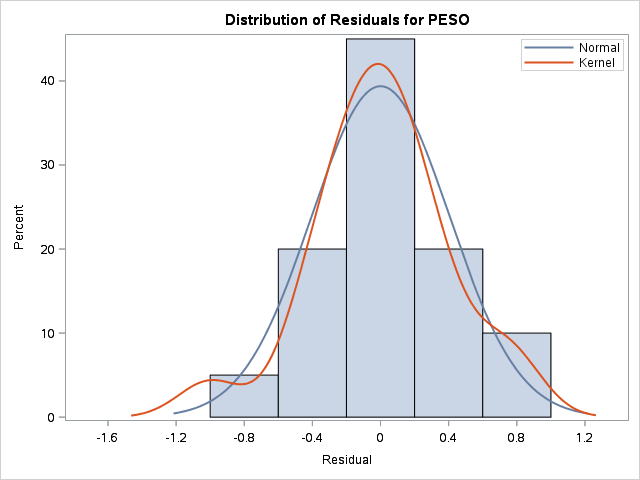 Distribution of Residuals for PESO
Normal
Kernel
40
30
20
10
0
Percent
-1.6 -1.2 -0.8 -0.4 0 0.4 0.8 1.2
Residual